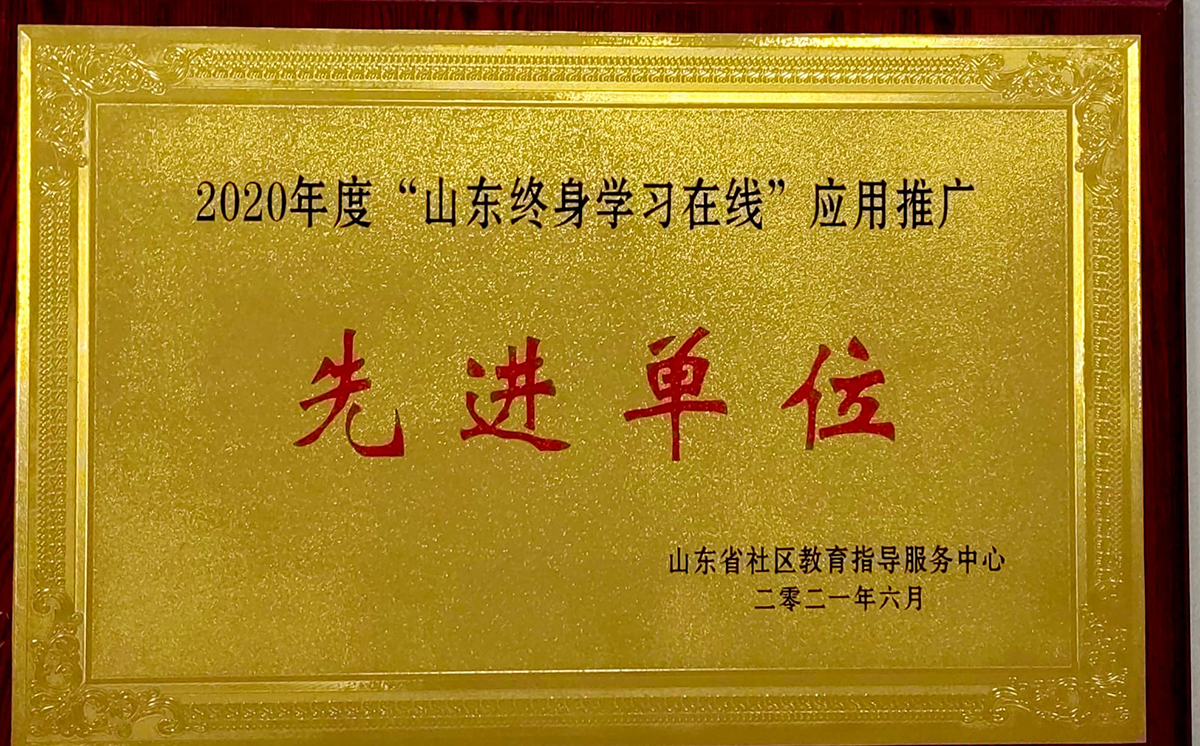 2020年度“山东终身学习在线”应用推广
先进单位
山东省社区教育指导服务中心
二零二一年六月